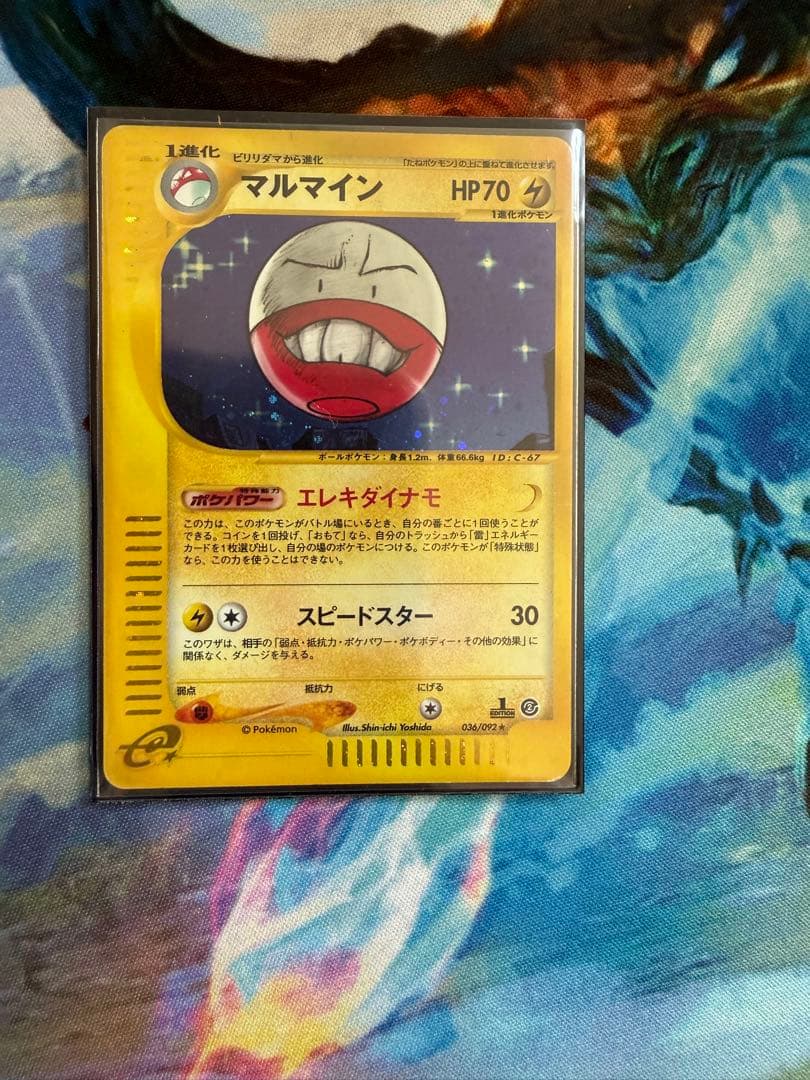 1進化
ビリリダマから進化
「たねポケモン」の上に重ねて進化させます。
マルマイン
HP70
1進化ポケモン
ボールポケモン：身長1.2m、体重66.6kg ID：C-67
特殊能力
ポケパワー
エレキダイナモ
この力は、このポケモンがバトル場にいるとき、自分の番ごとに1回使うことが
できる。コインを1回投げ、「おもて」なら、自分のトラッシュから「雷」エネルギー
カードを1枚選び出し、自分の場のポケモンにつける。このポケモンが「特殊状態」
なら、この力を使うことはできない。
スピードスター 30
このワザは、相手の「弱点・抵抗力・ポケパワー・ポケボディー・その他の効果」に
関係なく、ダメージを与える。
弱点
抵抗力
にげる
1
EDITION
© Pokémon
Illus.Shin-ichi Yoshida
036/092★
e